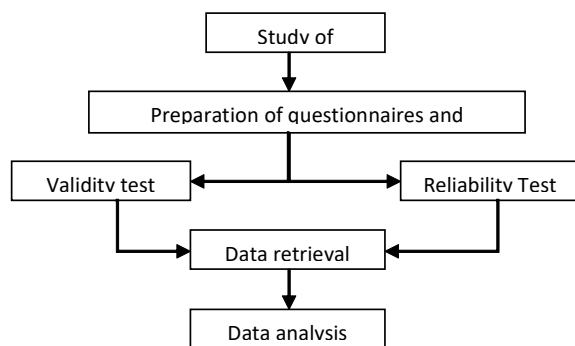 Study of
Preparation of questionnaires and
Validity test
Reliability Test
Data retrieval
Data analysis